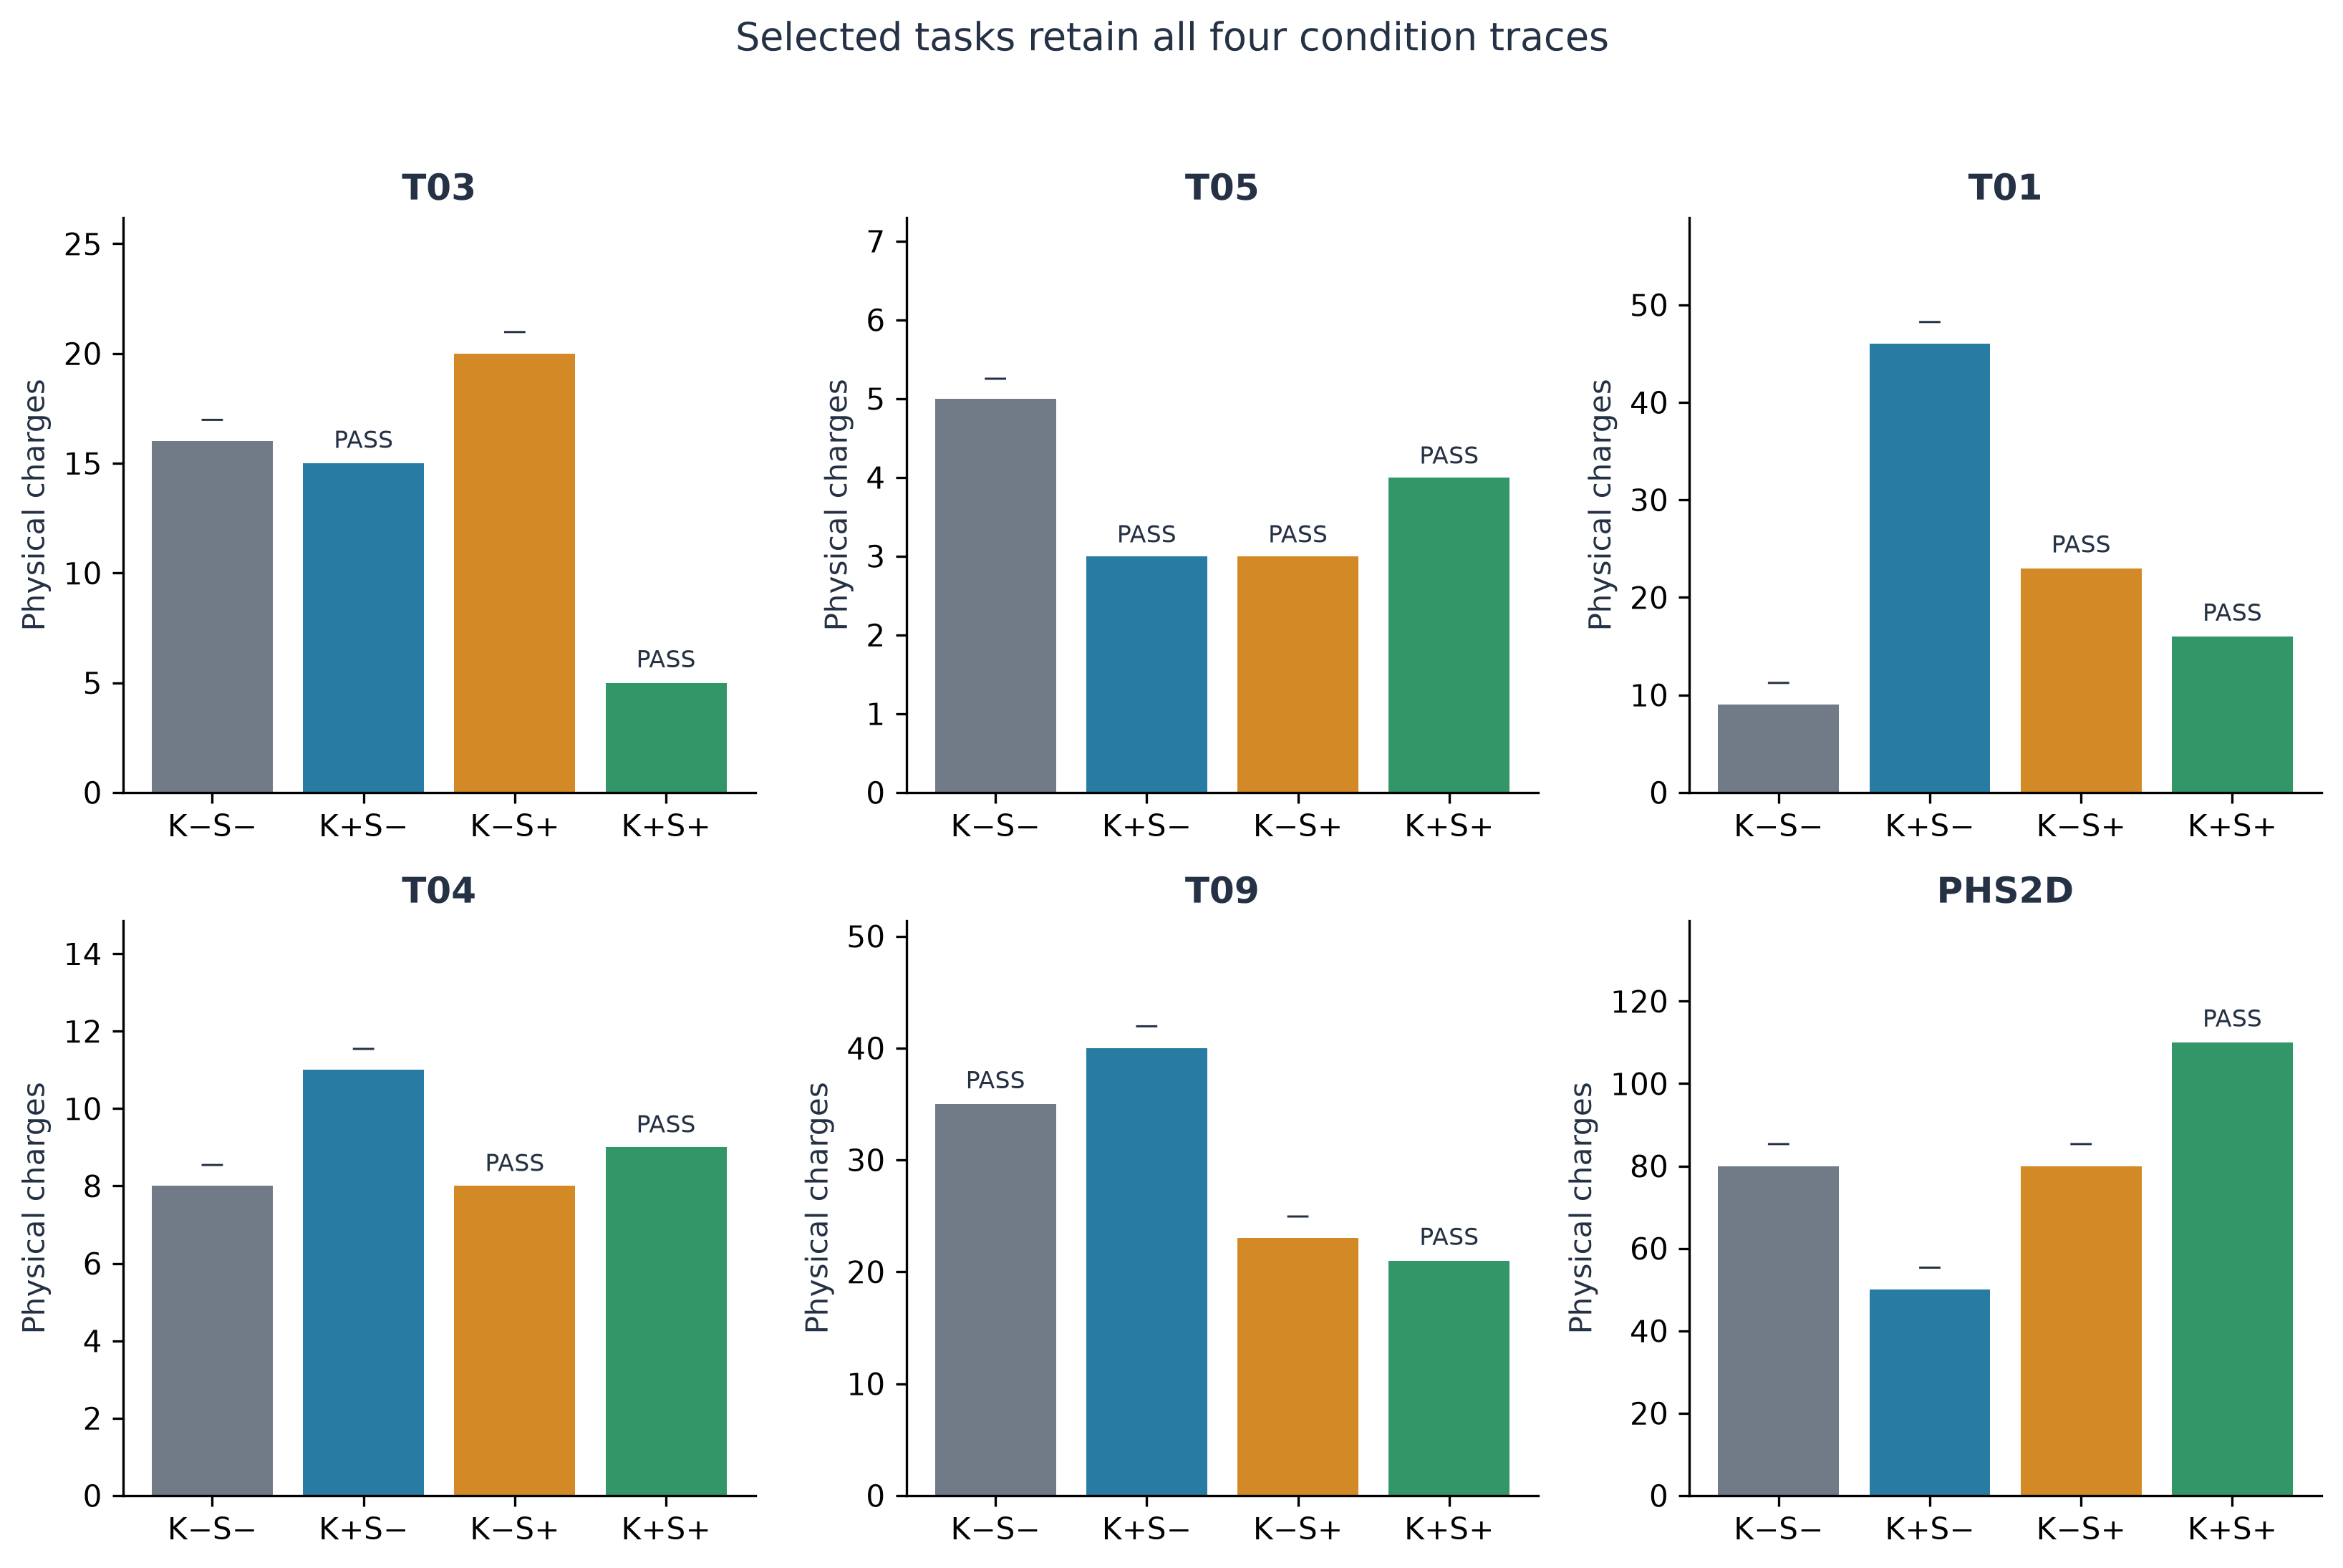 Selected tasks retain all four condition traces
T03
Physical charges
25
20
15
10
5
0
—
PASS
—
PASS
K−S−
K+S−
K−S+
K+S+
T05
Physical charges
7
6
5
4
3
2
1
0
—
PASS
PASS
PASS
K−S−
K+S−
K−S+
K+S+
T01
Physical charges
50
40
30
20
10
0
—
—
PASS
PASS
K−S−
K+S−
K−S+
K+S+
T04
Physical charges
14
12
10
8
6
4
2
0
—
—
PASS
PASS
K−S−
K+S−
K−S+
K+S+
T09
Physical charges
50
40
30
20
10
0
PASS
—
—
PASS
K−S−
K+S−
K−S+
K+S+
PHS2D
Physical charges
120
100
80
60
40
20
0
—
—
—
PASS
K−S−
K+S−
K−S+
K+S+